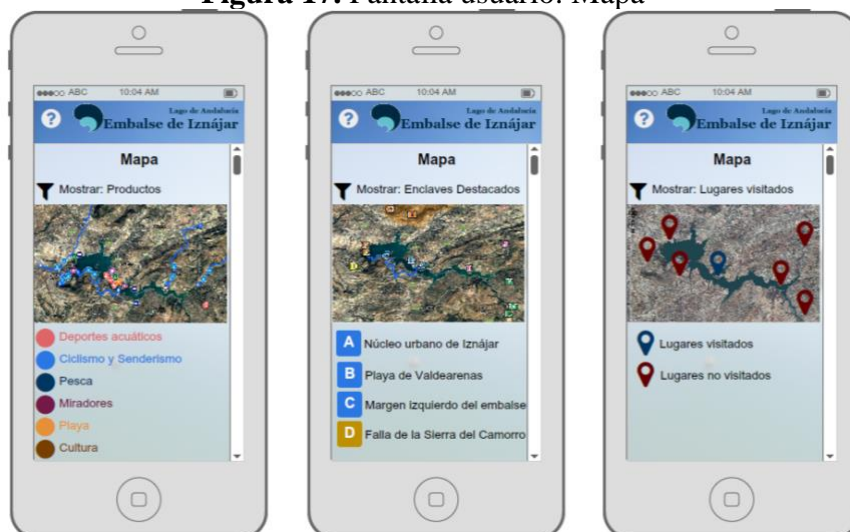 Figura 17. Pantalla usuario: Mapa
ABC 10:04 AM
?
Lago de Andalucía
Embalse de Iznájar
Mapa
Mostrar: Productos
Deportes acuáticos
Ciclismo y Senderismo
Pesca
Miradores
Playa
Cultura
ABC 10:04 AM
?
Lago de Andalucía
Embalse de Iznájar
Mapa
Mostrar: Enclaves Destacados
A Núcleo urbano de Iznájar
B Playa de Valdearenas
C Margen izquierdo del embalse
D Falla de la Sierra del Camorro
ABC 10:04 AM
?
Lago de Andalucía
Embalse de Iznájar
Mapa
Mostrar: Lugares visitados
Lugares visitados
Lugares no visitados